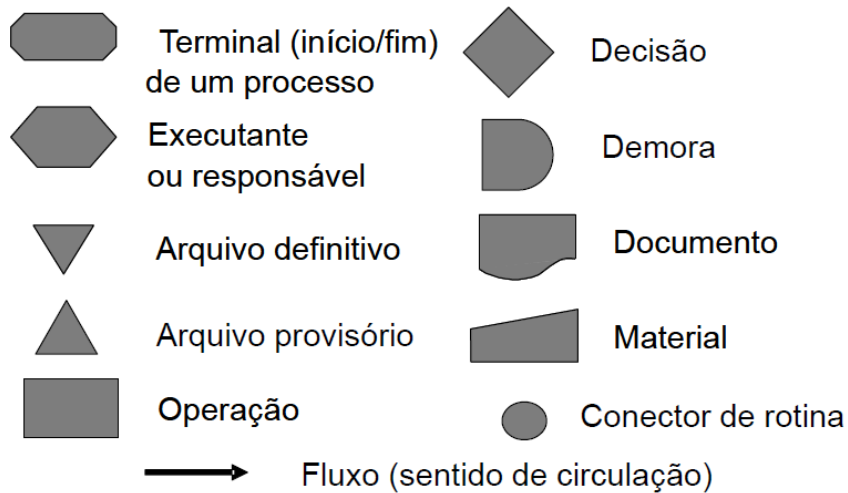 Terminal (início/fim)
de um processo
Decisão
Executante
ou responsável
Demora
Arquivo definitivo
Documento
Arquivo provisório
Material
Operação
Conector de rotina
Fluxo (sentido de circulação)